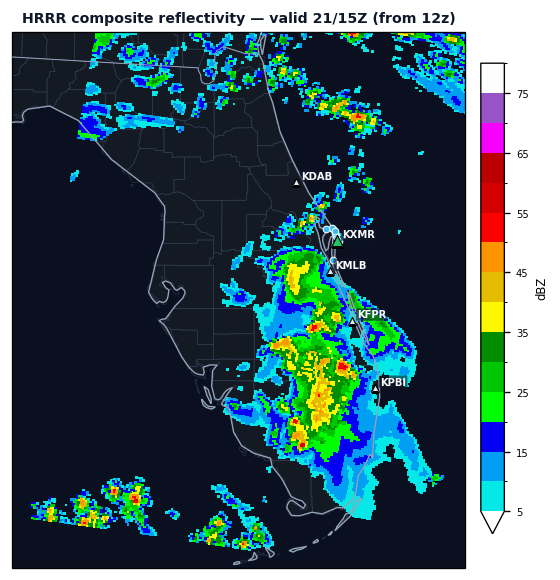 HRRR composite reflectivity — valid 21/15Z (from 12z)
KDAB
KXMR
KMLB
KFPR
KPBI
75
65
55
45
35
25
15
5
dBZ